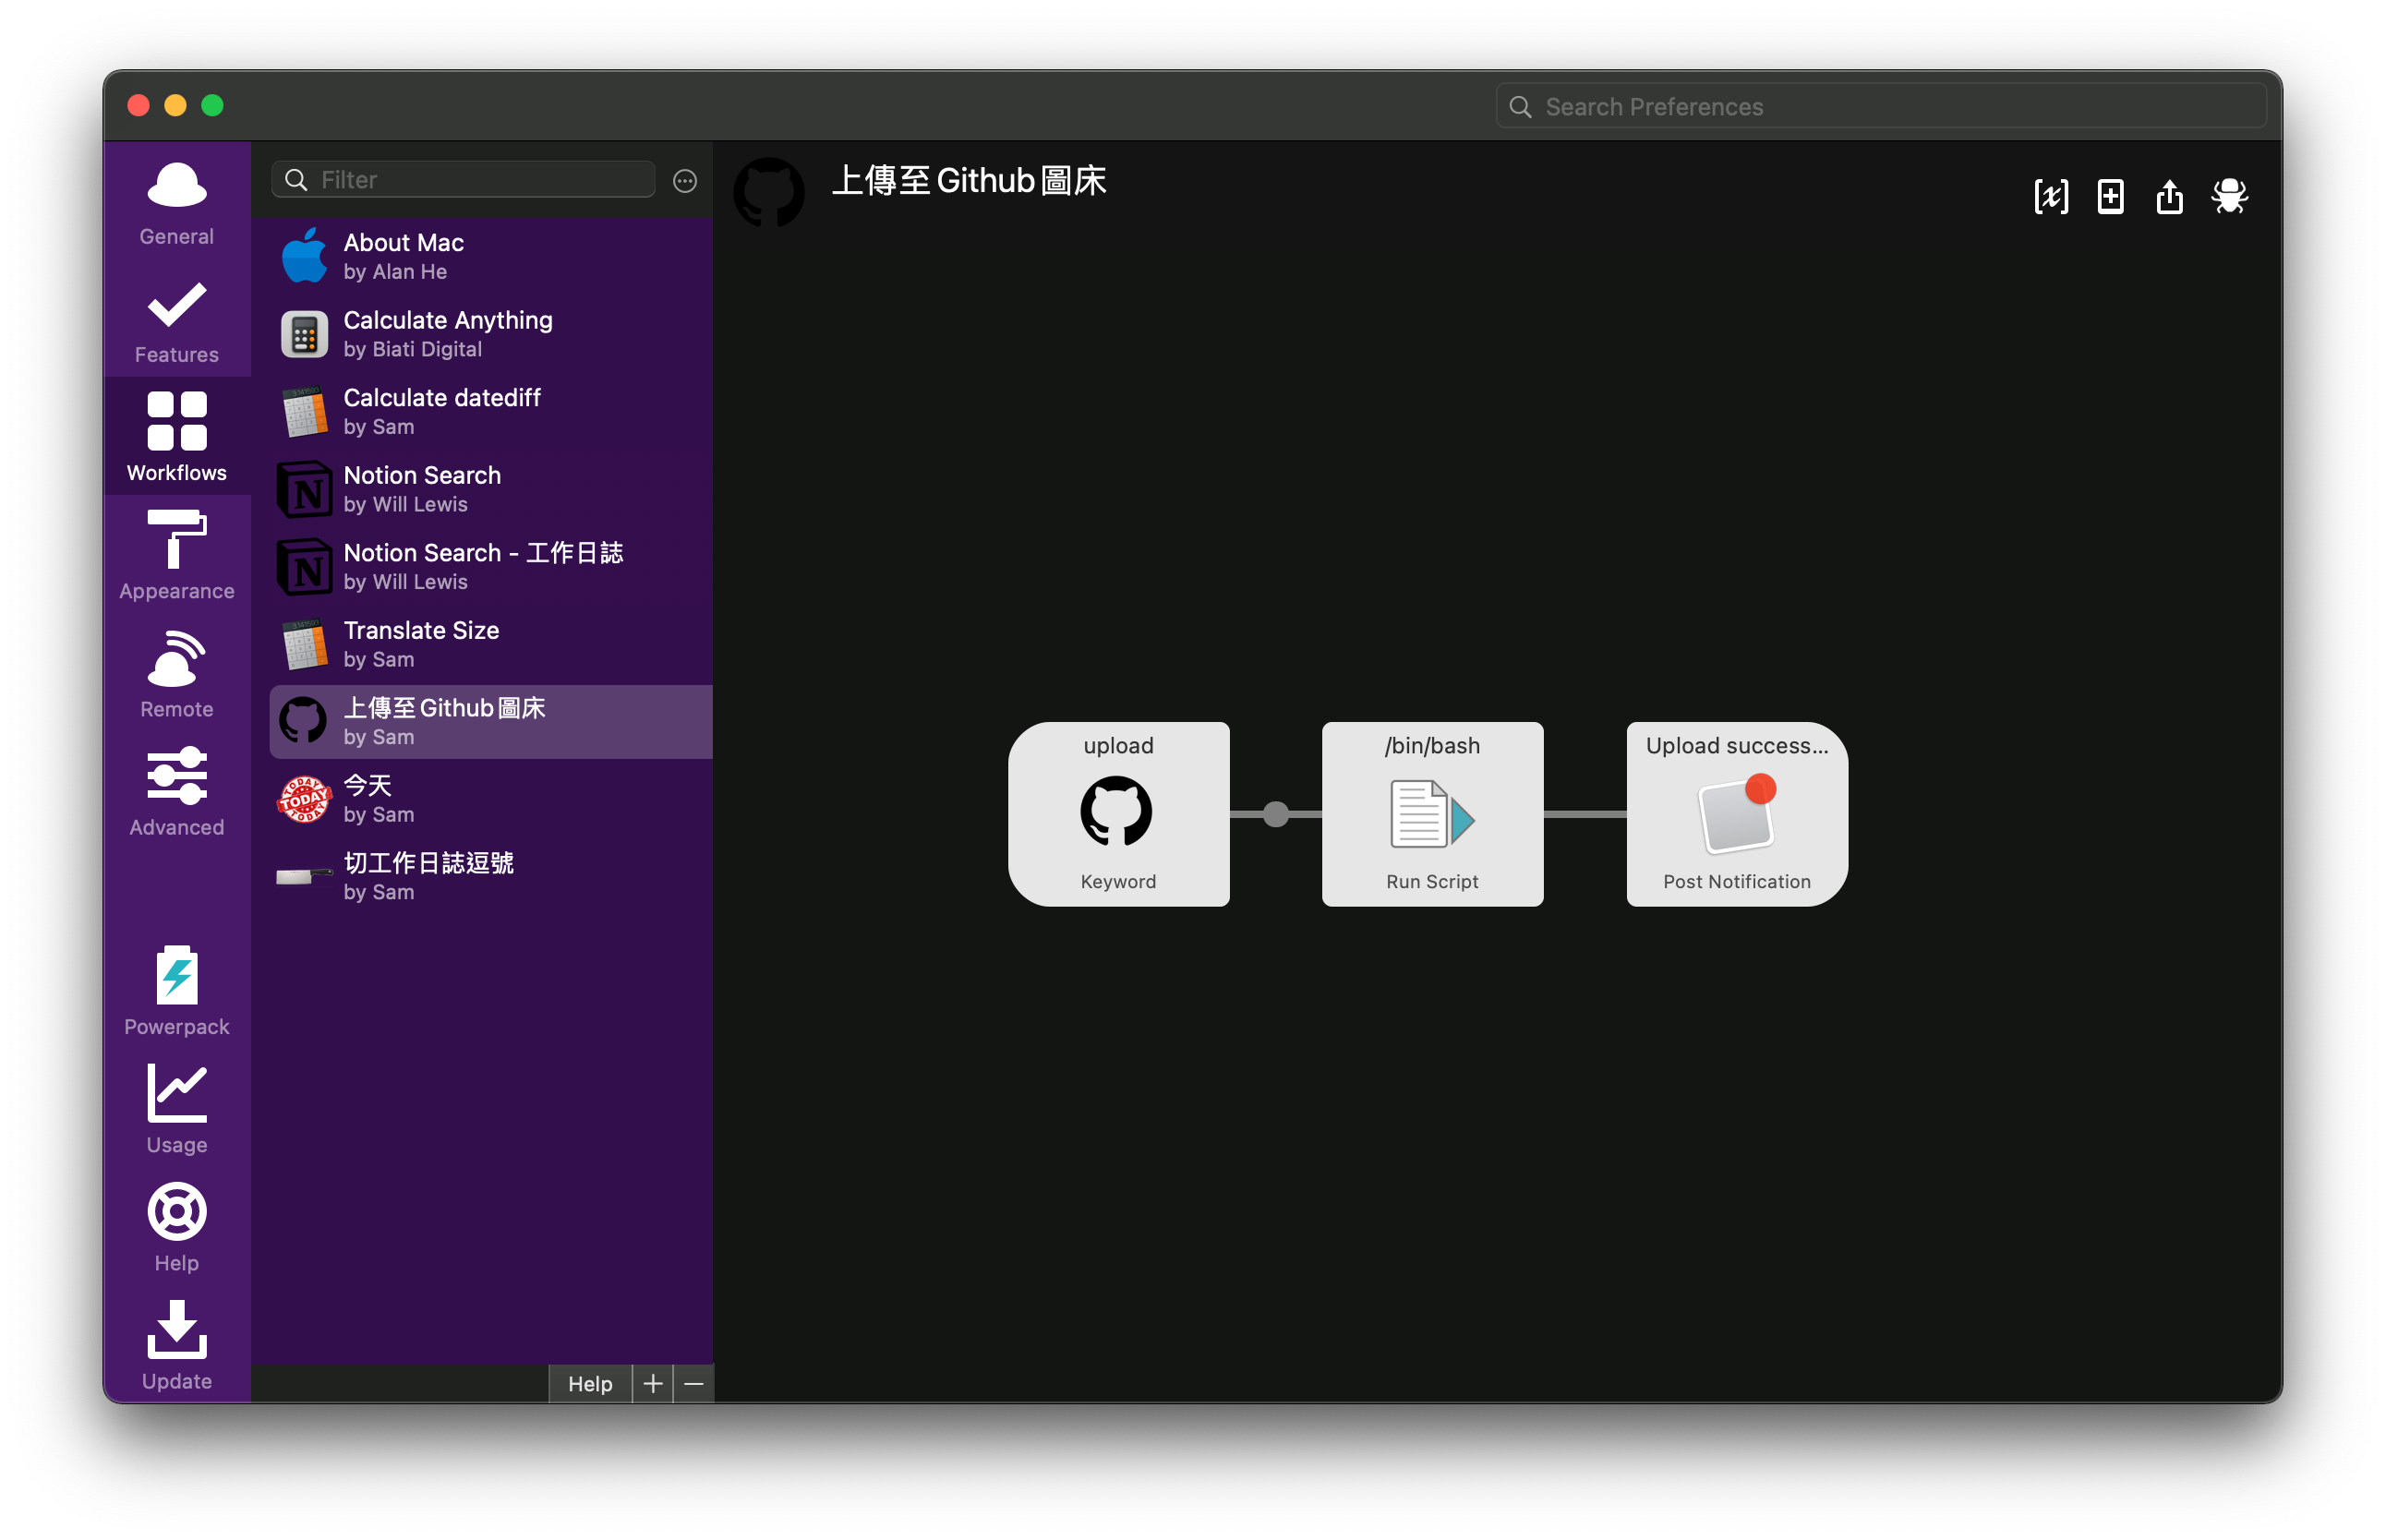 Search Preferences
General
Features
Workflows
Appearance
Remote
Advanced
Powerpack
Usage
Help
Update
Filter
About Mac
by Alan He
Calculate Anything
by Biati Digital
Calculate datediff
by Sam
Notion Search
by Will Lewis
Notion Search - 工作日誌
by Will Lewis
Translate Size
by Sam
上傳至Github圖床
by Sam
TODAY
今天
by Sam
切工作日誌逗號
by Sam
Help
上傳至Github圖床
upload
Keyword
/bin/bash
Run Script
Upload success...
Post Notification